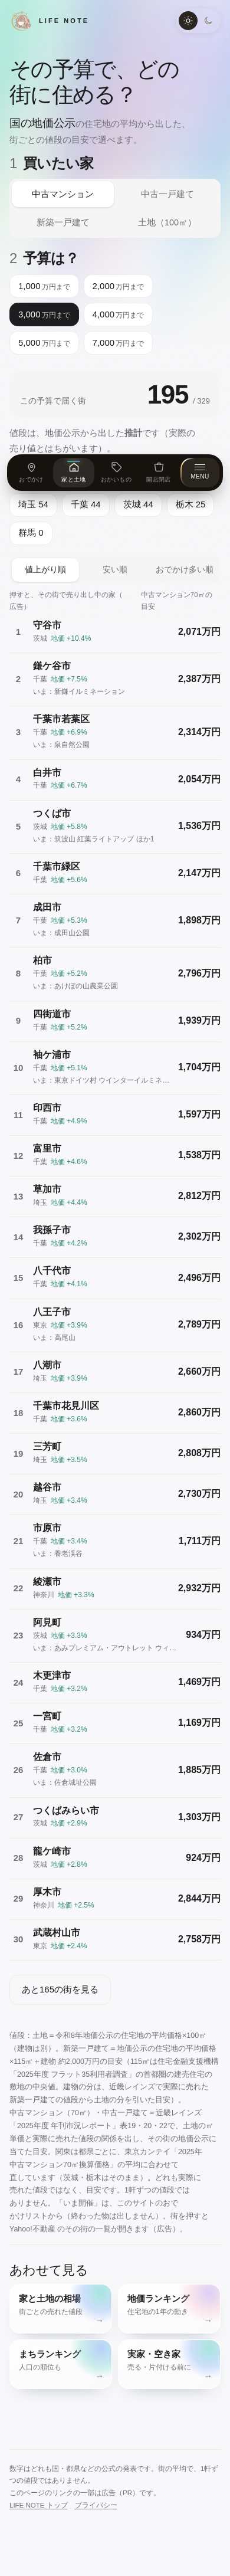 LIFE NOTE
その予算で、どの
街に住める？
国の地価公示の住宅地の平均から出した、
街ごとの地価の目安で選べます。
1 買いたい家
中古マンション
中古一戸建て
新築一戸建て
土地（100㎡）
2 予算は？
1,000万円まで
2,000万円まで
3,000万円まで
4,000万円まで
5,000万円まで
7,000万円まで
この予算で届く街
195 / 329
値段は、地価公示から出した推計です（実際の
売り値とはちがいます）。
おでかけ
家と土地
おかいもの
開店閉店
MENU
埼玉 54
千葉 44
茨城 44
栃木 25
群馬 0
値上がり順
安い順
おでかけ多い順
押すと、その街で売り出し中の家（
広告）
中古マンション70㎡の
目安
1
守谷市
茨城 地価 +10.4%
2,071万円
2
鎌ケ谷市
千葉 地価 +7.5%
いま：新鎌イルミネーション
2,387万円
3
千葉市若葉区
千葉 地価 +6.9%
いま：泉自然公園
2,314万円
4
白井市
千葉 地価 +6.7%
2,054万円
5
つくば市
茨城 地価 +5.8%
いま：筑波山 紅葉ライトアップ ほか1
1,536万円
6
千葉市緑区
千葉 地価 +5.6%
2,147万円
7
成田市
千葉 地価 +5.3%
いま：成田山公園
1,898万円
8
柏市
千葉 地価 +5.2%
いま：あけぼの山農業公園
2,796万円
9
四街道市
千葉 地価 +5.2%
1,939万円
10
袖ケ浦市
千葉 地価 +5.1%
いま：東京ドイツ村 ウインターイルミネ…
1,704万円
11
印西市
千葉 地価 +4.9%
1,597万円
12
富里市
千葉 地価 +4.6%
1,538万円
13
草加市
埼玉 地価 +4.4%
2,812万円
14
我孫子市
千葉 地価 +4.2%
2,302万円
15
八千代市
千葉 地価 +4.1%
2,496万円
16
八王子市
東京 地価 +3.9%
いま：高尾山
2,789万円
17
八潮市
埼玉 地価 +3.9%
2,660万円
18
千葉市花見川区
千葉 地価 +3.6%
2,860万円
19
三芳町
埼玉 地価 +3.5%
2,808万円
20
越谷市
埼玉 地価 +3.4%
2,730万円
21
市原市
千葉 地価 +3.4%
いま：養老渓谷
1,711万円
22
綾瀬市
神奈川 地価 +3.3%
2,932万円
23
阿見町
茨城 地価 +3.3%
いま：あみプレミアム・アウトレット ウィ…
934万円
24
木更津市
千葉 地価 +3.2%
1,469万円
25
一宮町
千葉 地価 +3.2%
1,169万円
26
佐倉市
千葉 地価 +3.0%
いま：佐倉城址公園
1,885万円
27
つくばみらい市
茨城 地価 +2.9%
1,303万円
28
龍ケ崎市
茨城 地価 +2.8%
924万円
29
厚木市
神奈川 地価 +2.5%
2,844万円
30
武蔵村山市
東京 地価 +2.4%
2,758万円
あと165の街を見る
値段：土地＝令和8年地価公示の住宅地の平均価格×100㎡
（建物は別）。新築一戸建て＝地価公示の住宅地の平均価格
×115㎡＋建物 約2,000万円の目安（115㎡は住宅金融支援機構
「2025年度 フラット35利用者調査」の首都圏の建売住宅の
敷地の中央値。建物の分は、近畿レインズで実際に売れた
新築一戸建ての値段から土地の分を引いた目安）。
中古マンション（70㎡）・中古一戸建て＝近畿レインズ
「2025年度 年刊市況レポート」表19・20・22で、土地の㎡
単価と実際に売れた値段の関係を出し、その街の地価公示に
当てた目安。関東は都県ごとに、東京カンテイ「2025年
中古マンション70㎡換算価格」の平均に合わせて
直しています（茨城・栃木はそのまま）。どれも実際に
売れた値段ではなく、目安です。1軒ずつの値段では
ありません。「いま開催」は、このサイトのおで
かけリストから（終わった物は出しません）。街を押すと
Yahoo!不動産 のその街の一覧が開きます（広告）。
あわせて見る
家と土地の相場
街ごとの売れた値段
→
地価ランキング
住宅地の1年の動き
→
まちランキング
人口の順位も
→
実家・空き家
売る・片付ける前に
→
数字はどれも国・都県などの公式の発表です。街の平均で、1軒ず
つの値段ではありません。
このページのリンクの一部は広告（PR）です。
LIFE NOTE トップ プライバシー